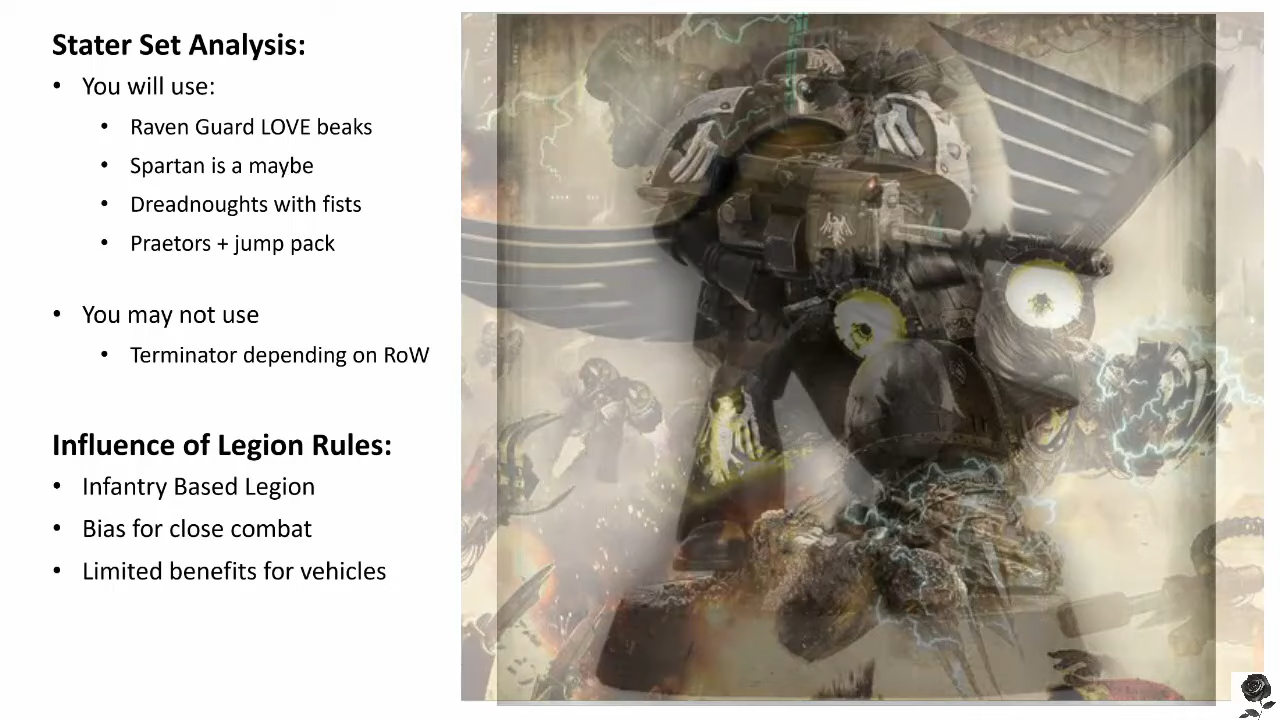 Stater Set Analysis:
• You will use:
• Raven Guard LOVE beaks
• Spartan is a maybe
• Dreadnoughts with fists
• Praetors + jump pack
• You may not use
• Terminator depending on RoW
Influence of Legion Rules:
• Infantry Based Legion
• Bias for close combat
• Limited benefits for vehicles